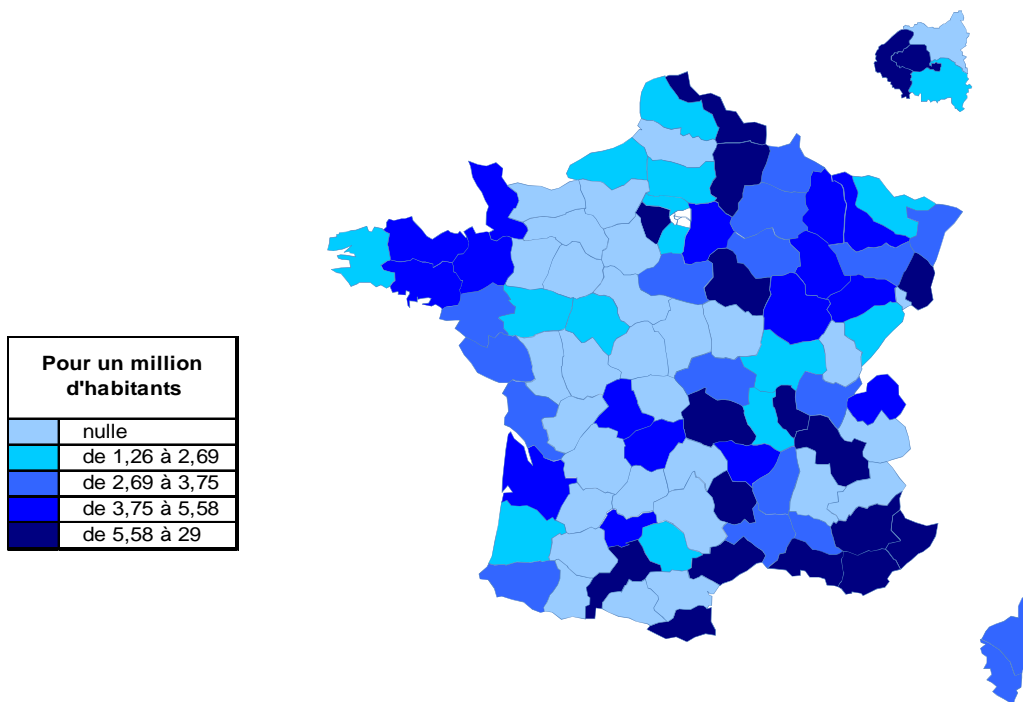 Pour un million
d'habitants
nulle
de 1,26 à 2,69
de 2,69 à 3,75
de 3,75 à 5,58
de 5,58 à 29